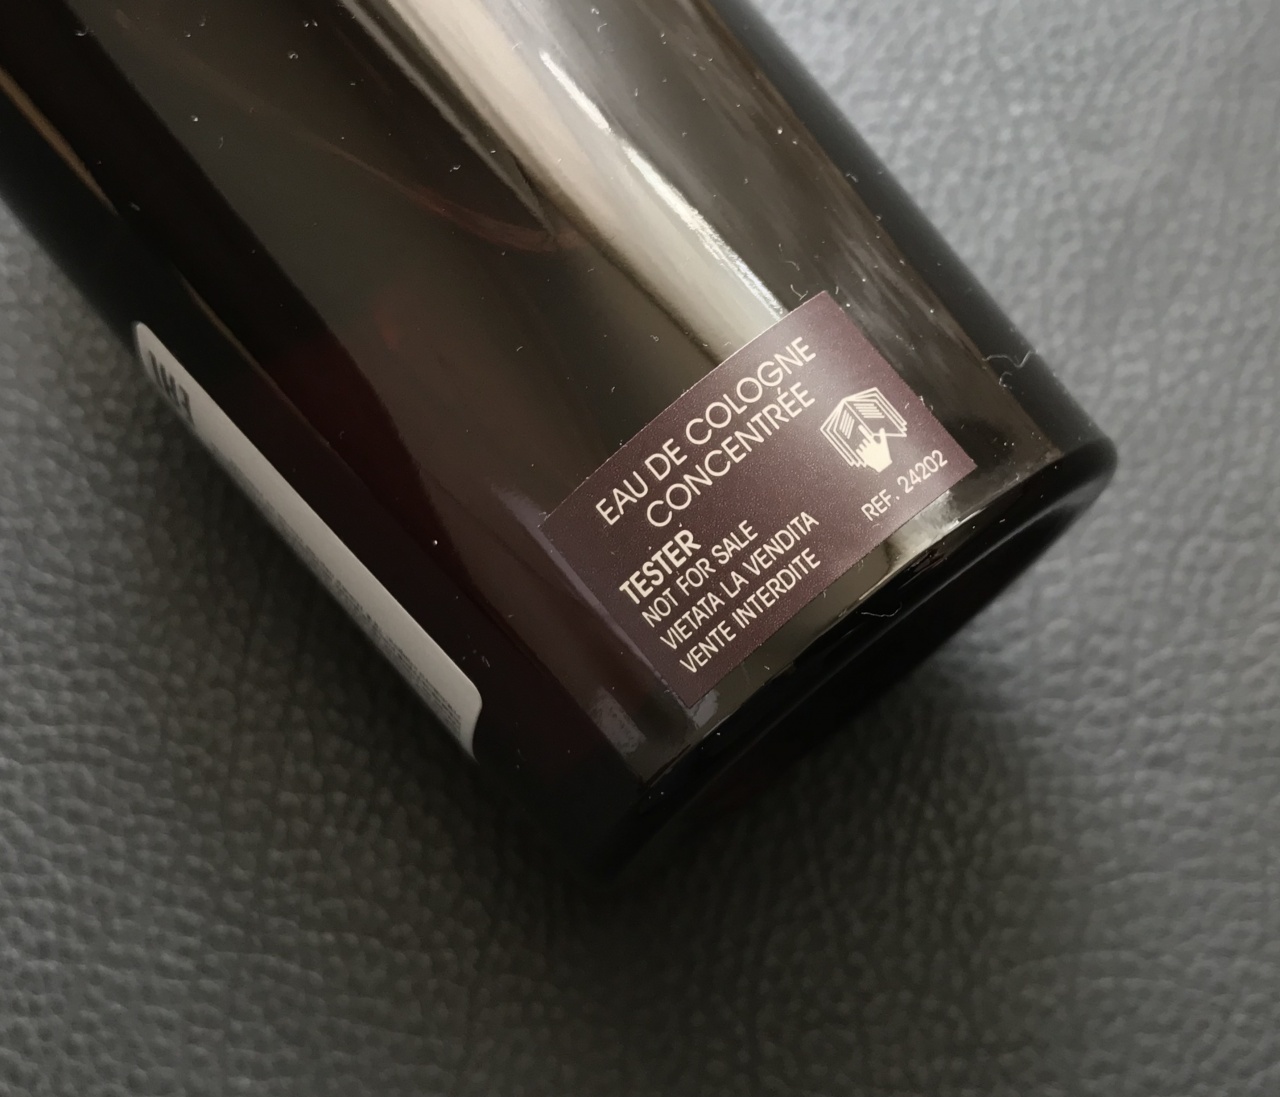 EAU DE COLOGNE
CONCENTRÉE
TESTER
NOT FOR SALE
VIETATA LA VENDITA
VENTE INTERDITE
REF. 24202